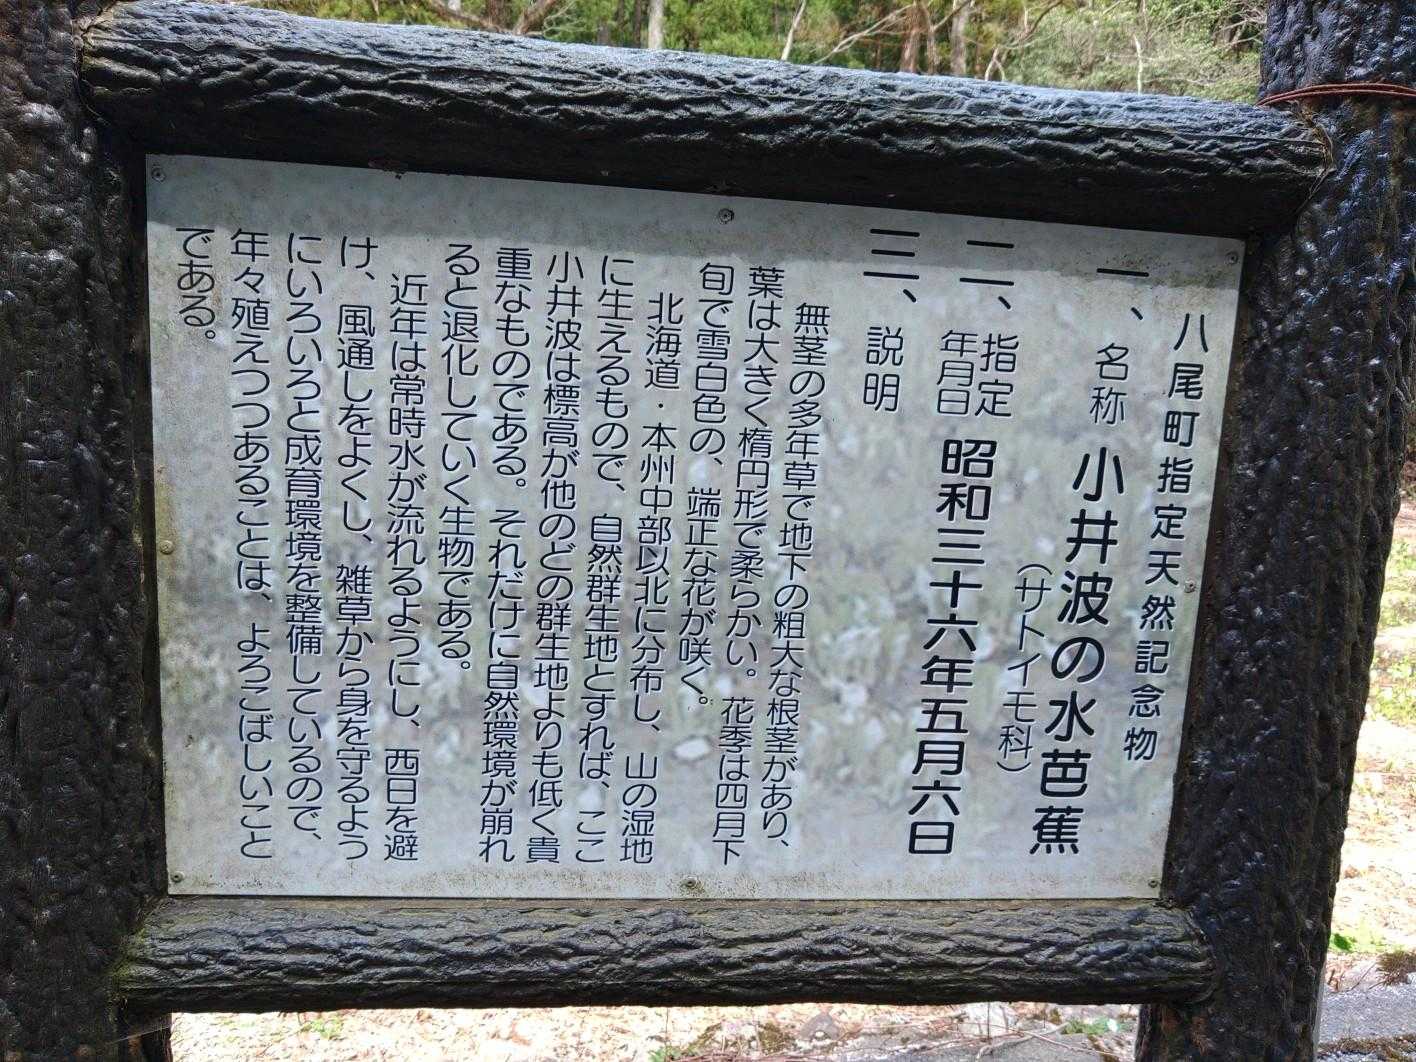 八尾町指定天然記念物
一、名称 小井波の水芭蕉
（サトイモ科）
二、指定年月日 昭和三十六年五月六日
三、説明
無茎の多年草で地下の粗大な根茎があり、
葉は大きく楕円形で柔らかい。花季は四月下
旬で雪白色の、端正な花が咲く。
北海道・本州中部以北に分布し、山の湿地
に生えるもので、自然群生地とすれば、ここ
小井波は標高が他のどの群生地よりも低く貴
重なものである。それだけに自然環境が崩れ
ると退化していく生物である。
近年は常時水が流れるようにし、西日を避
け、風通しをよくし、雑草から身を守るよう
にいろいろと成育環境を整備しているので、
年々殖えつつあることは、よろこばしいこと
である。